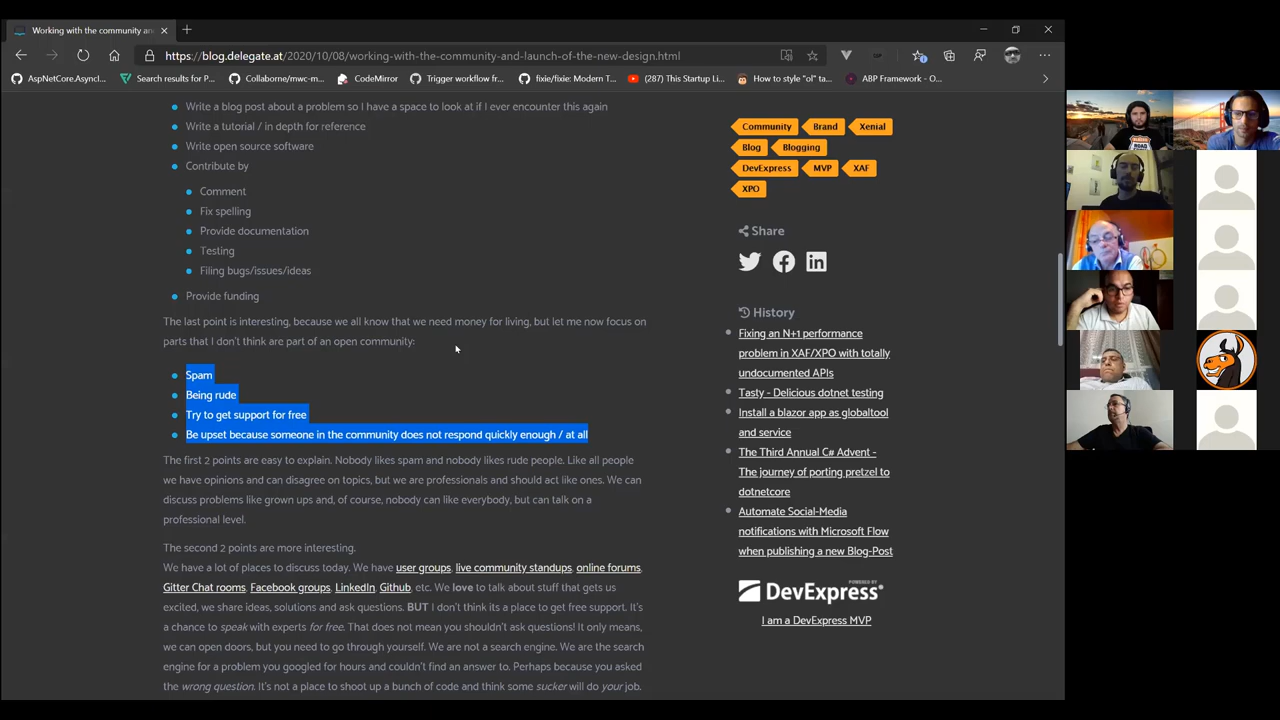 Working with the community and
https://blog.delegate.at/2020/10/08/working-with-the-community-and-launch-of-the-new-design.html
AspNetCore.AsyncI...
Search results for P...
Collaborne/mwc-m...
CodeMirror
Trigger workflow fr...
fixie/fixie: Modern T...
(287) This Startup Li...
How to style "ol" ta...
ABP Framework - O...
Write a blog post about a problem so I have a space to look at if I ever encounter this again
Write a tutorial / in depth for reference
Write open source software
Contribute by
Comment
Fix spelling
Provide documentation
Testing
Filing bugs/issues/ideas
Provide funding
The last point is interesting, because we all know that we need money for living, but let me now focus on
parts that I don't think are part of an open community:
Spam
Being rude
Try to get support for free
Be upset because someone in the community does not respond quickly enough / at all
The first 2 points are easy to explain. Nobody likes spam and nobody likes rude people. Like all people
we have opinions and can disagree on topics, but we are professionals and should act like ones. We can
discuss problems like grown ups and, of course, nobody can like everybody, but can talk on a
professional level.
The second 2 points are more interesting.
We have a lot of places to discuss today. We have user groups, live community standups, online forums,
Gitter Chat rooms, Facebook groups, LinkedIn, Github, etc. We love to talk about stuff that gets us
excited, we share ideas, solutions and ask questions. BUT I don't think its a place to get free support. It's
a chance to speak with experts for free. That does not mean you shouldn't ask questions! It only means,
we can open doors, but you need to go through yourself. We are not a search engine. We are the search
engine for a problem you googled for hours and couldn't find an answer to. Perhaps because you asked
the wrong question. It's not a place to shoot up a bunch of code and think some sucker will do your job.
Community Brand Xenial
Blog Blogging
DevExpress MVP XAF
XPO
Share
History
Fixing an N+1 performance
problem in XAF/XPO with totally
undocumented APIs
Tasty - Delicious dotnet testing
Install a blazor app as globaltool
and service
The Third Annual C# Advent -
The journey of porting pretzel to
dotnetcore
Automate Social-Media
notifications with Microsoft Flow
when publishing a new Blog-Post
POWERED BY
DevExpress
I am a DevExpress MVP